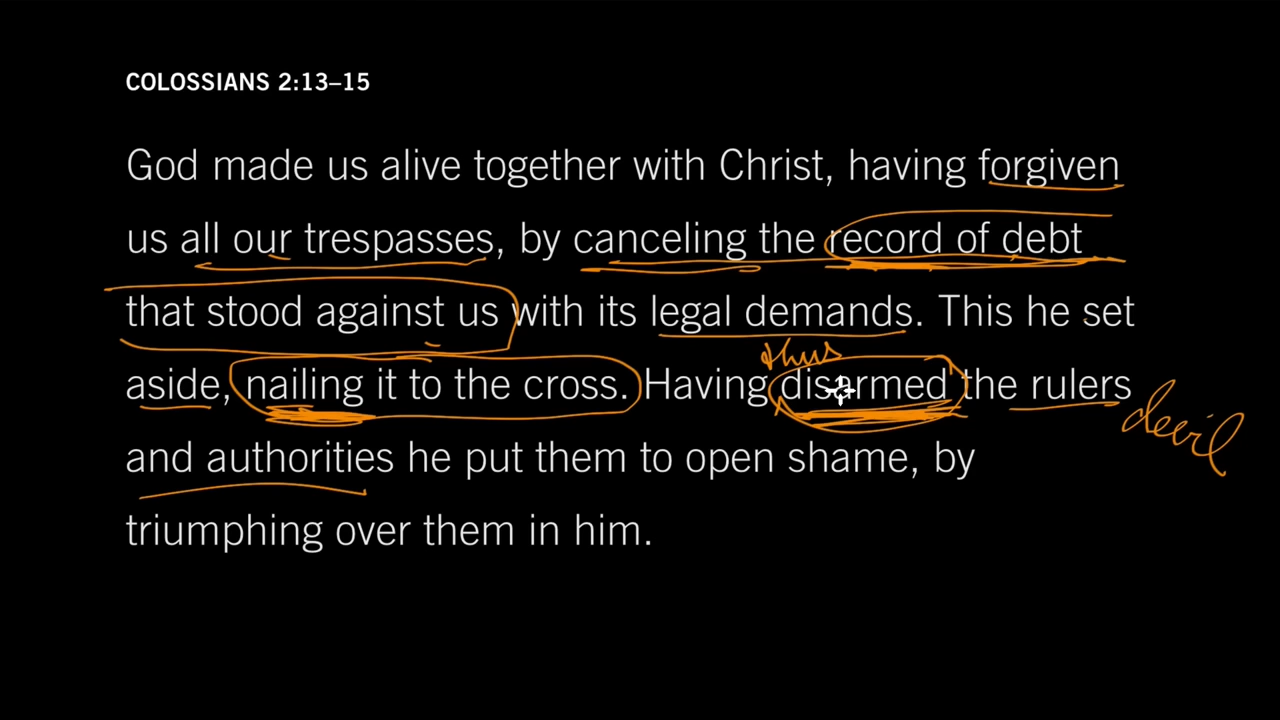 COLOSSIANS 2:13–15
God made us alive together with Christ, having forgiven
us all our trespasses, by canceling the record of debt
that stood against us with its legal demands. This he set
thus
aside, nailing it to the cross. Having disarmed the rulers
devil
and authorities he put them to open shame, by
triumphing over them in him.